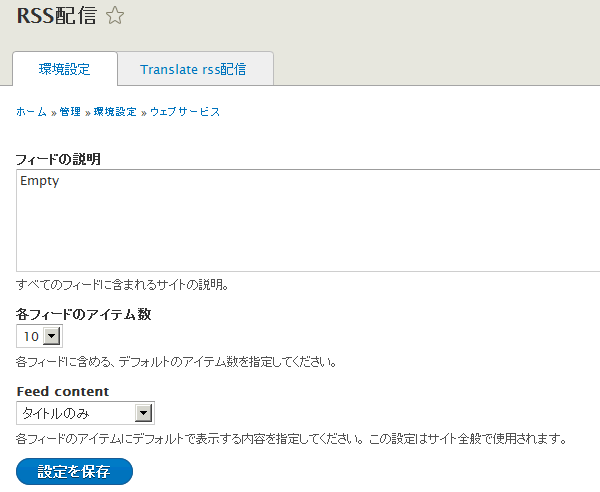 RSS配信
環境設定 Translate rss配信
ホーム » 管理 » 環境設定 » ウェブサービス
フィードの説明
Empty
すべてのフィードに含まれるサイトの説明。
各フィードのアイテム数
10
各フィードに含める、デフォルトのアイテム数を指定してください。
Feed content
タイトルのみ
各フィードのアイテムにデフォルトで表示する内容を指定してください。この設定はサイト全般で使用されます。
設定を保存